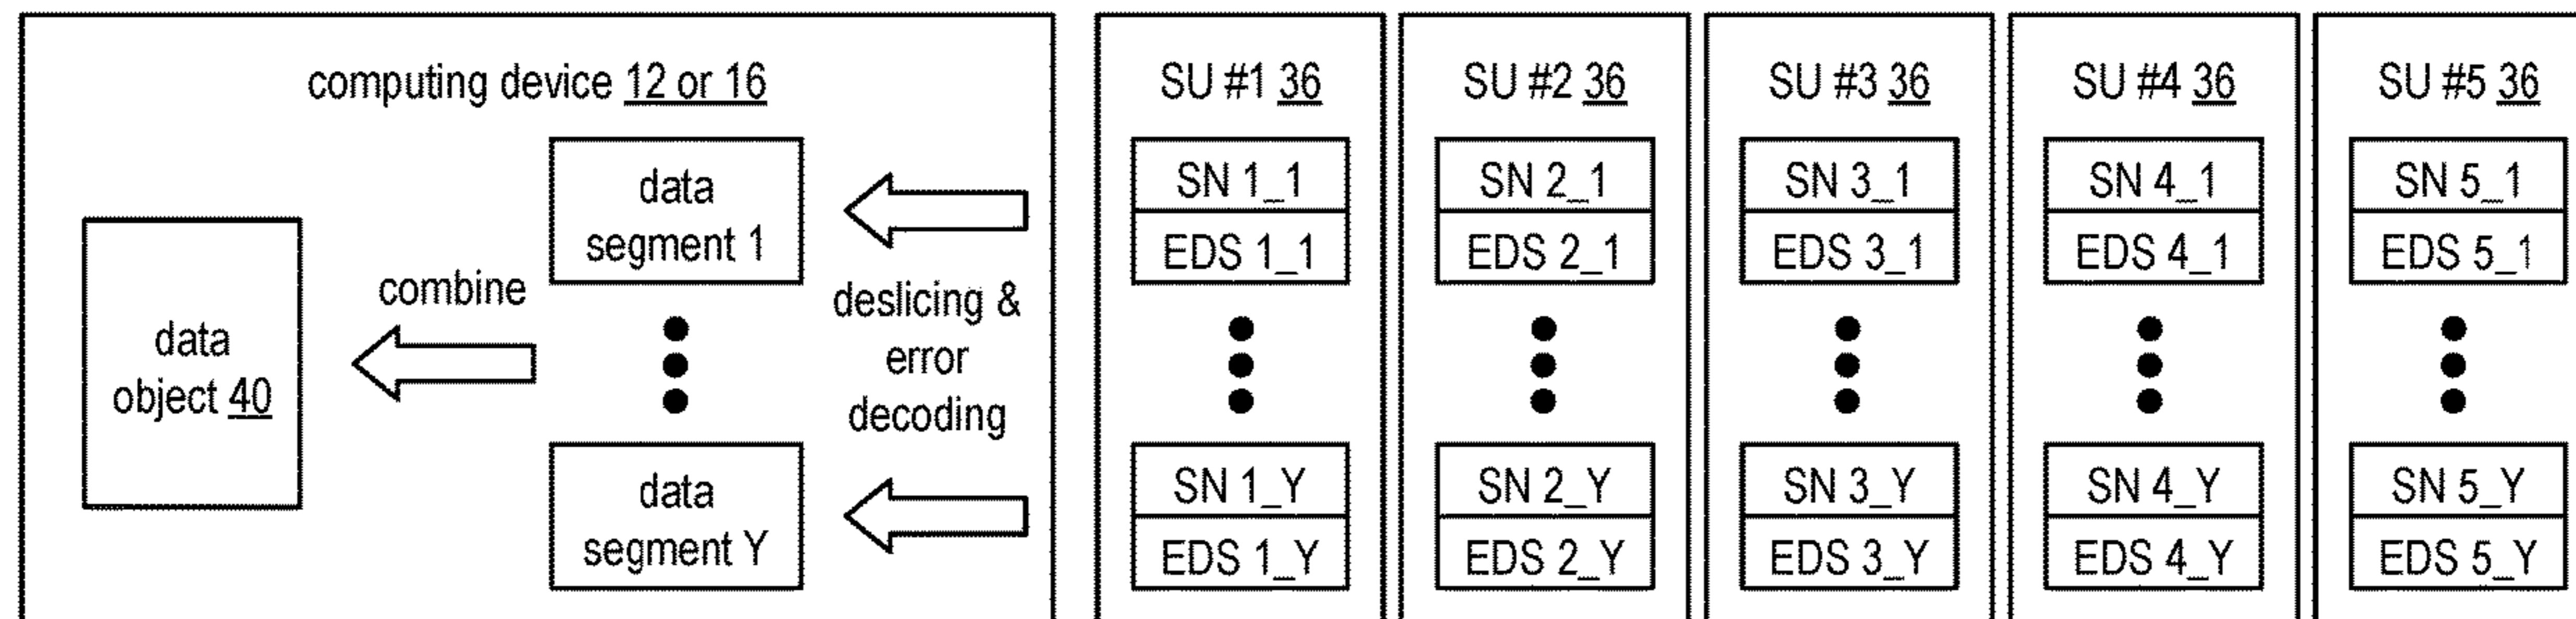 computing device 12 or 16
data
object 40
combine
data
segment 1
data
segment Y
deslicing &
error
decoding
SU #1 36
SN 1_1
EDS 1_1
SN 1_Y
EDS 1_Y
SU #2 36
SN 2_1
EDS 2_1
SN 2_Y
EDS 2_Y
SU #3 36
SN 3_1
EDS 3_1
SN 3_Y
EDS 3_Y
SU #4 36
SN 4_1
EDS 4_1
SN 4_Y
EDS 4_Y
SU #5 36
SN 5_1
EDS 5_1
SN 5_Y
EDS 5_Y